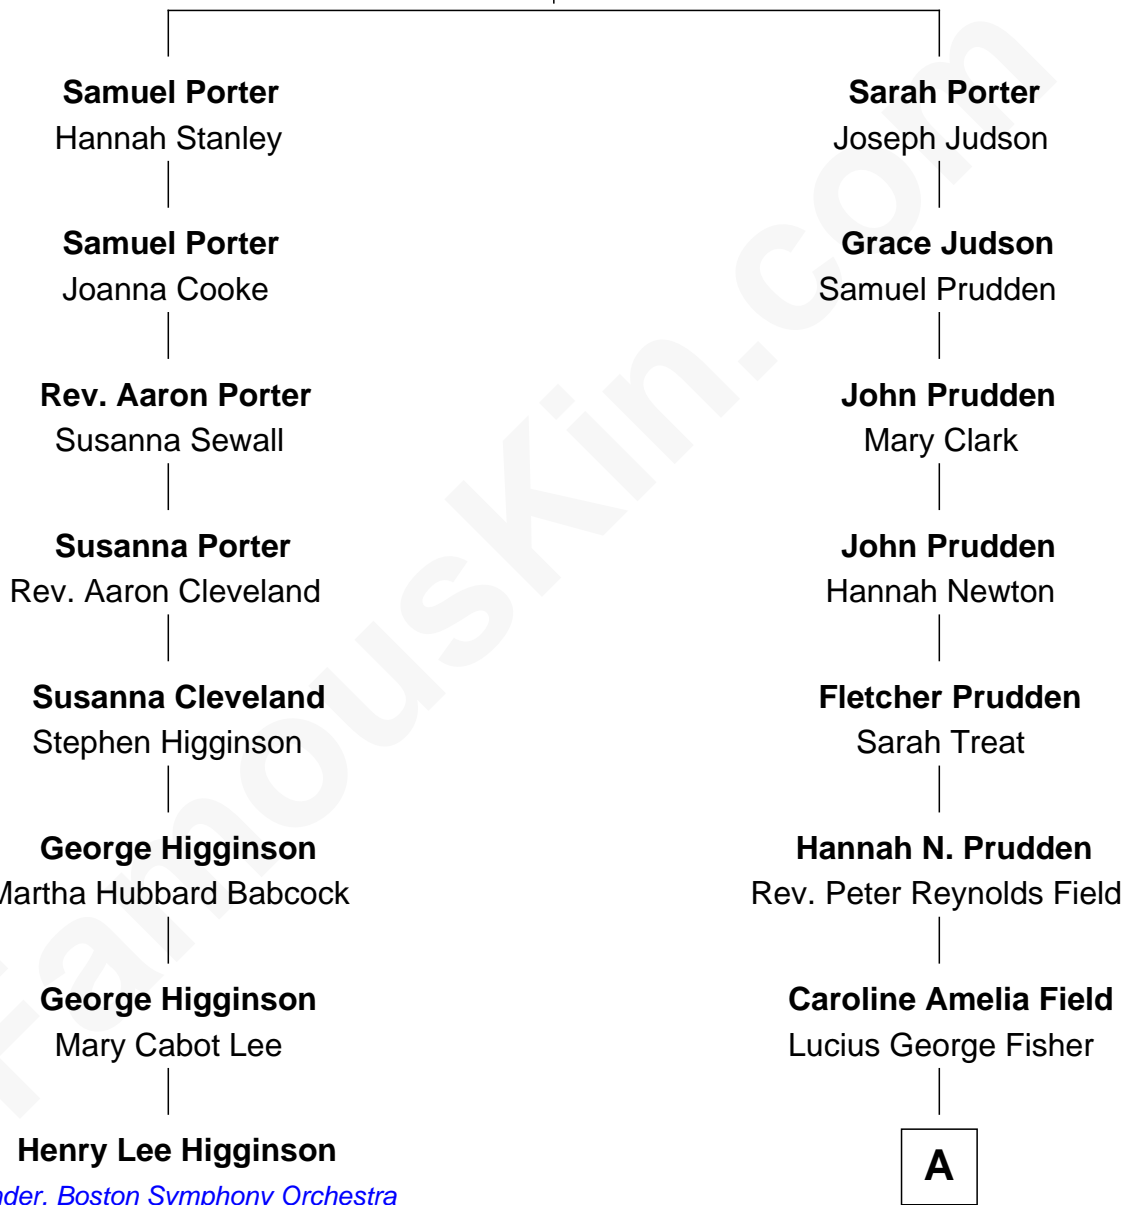 Samuel Porter
Hannah Stanley
Samuel Porter
Joanna Cooke
Rev. Aaron Porter
Susanna Sewall
Susanna Porter
Rev. Aaron Cleveland
Susanna Cleveland
Stephen Higginson
George Higginson
Martha Hubbard Babcock
George Higginson
Mary Cabot Lee
Henry Lee Higginson
Boston Symphony Orchestra
Sarah Porter
Joseph Judson
Grace Judson
Samuel Prudden
John Prudden
Mary Clark
John Prudden
Hannah Newton
Fletcher Prudden
Sarah Treat
Hannah N. Prudden
Rev. Peter Reynolds Field
Caroline Amelia Field
Lucius George Fisher
A
FamousKin.com